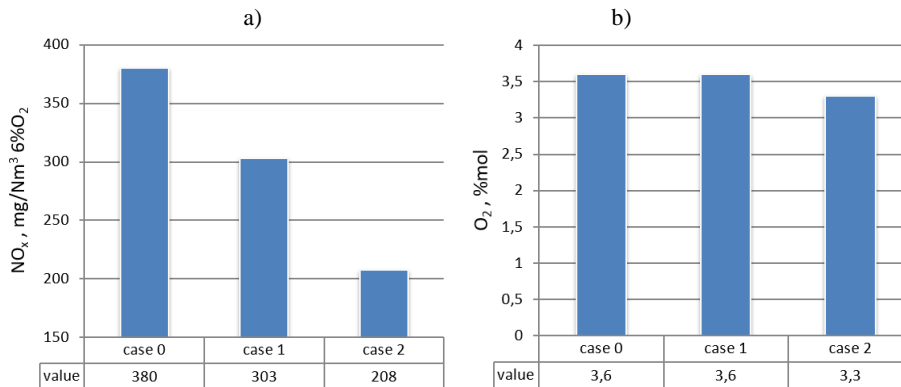 a)
NOx , mg/Nm³ 6%O₂
400
350
300
250
200
150
case 0 case 1 case 2
value 380 303 208
b)
O₂ , %mol
4
3,5
3
2,5
2
1,5
1
0,5
0
case 0 case 1 case 2
value 3,6 3,6 3,3